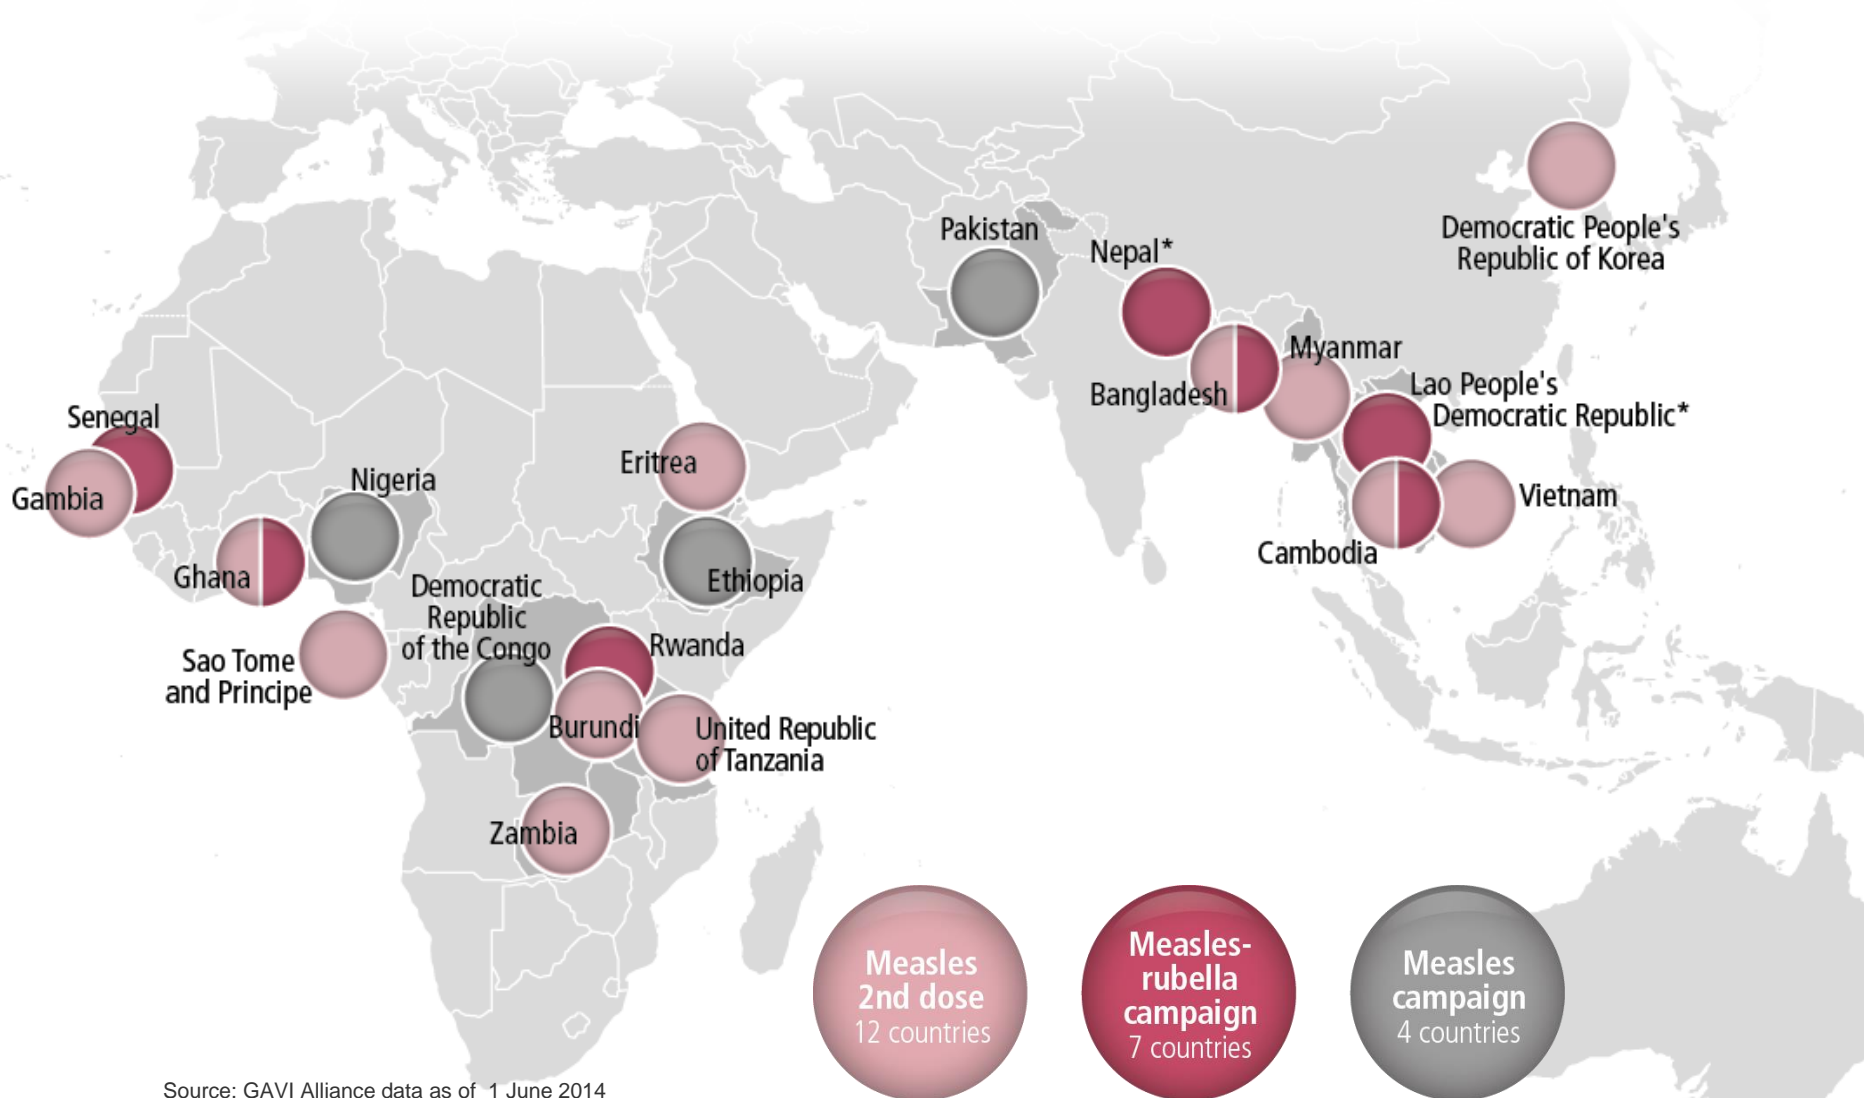 Democratic People's
Republic of Korea
Pakistan
Nepal*
Myanmar
Bangladesh
Lao People's
Democratic Republic*
Vietnam
Cambodia
Senegal
Gambia
Nigeria
Ghana
Eritrea
Ethiopia
Democratic
Republic
of the Congo
Rwanda
Sao Tome
and Principe
Burundi
United Republic
of Tanzania
Zambia
Measles
2nd dose
12 countries
Measles-
rubella
campaign
7 countries
Measles
campaign
4 countries
Source: GAVI Alliance data as of 1 June 2014